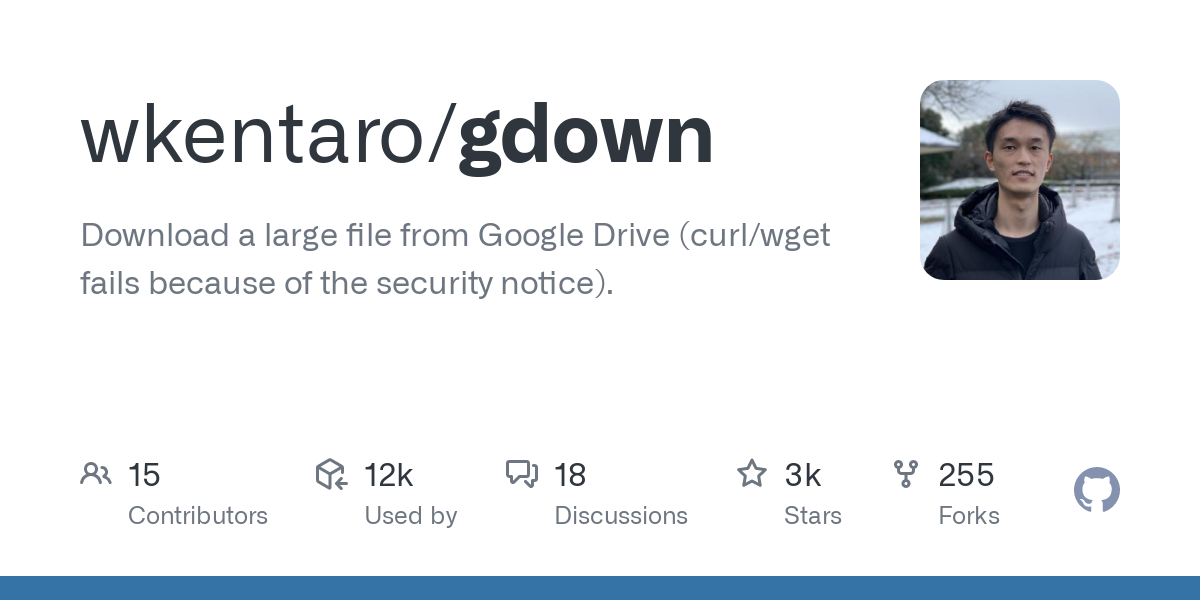 wkentaro/gdown
Download a large file from Google Drive (curl/wget
fails because of the security notice).
15
Contributors
12k
Used by
18
Discussions
3k
Stars
255
Forks